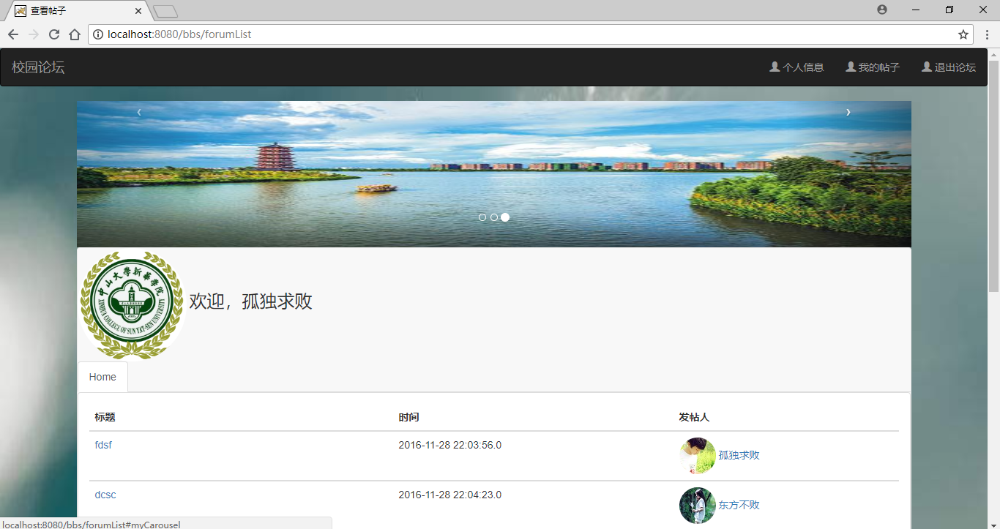 查看帖子
localhost:8080/bbs/forumList
校园论坛
个人信息 我的帖子 退出论坛
‹ ›
中山大学新華学院
XINHUA COLLEGE OF SUN YAT-SEN UNIVERSITY
欢迎，孤独求败
Home
标题 时间 发帖人
fdsf 2016-11-28 22:03:56.0 孤独求败
dcsc 2016-11-28 22:04:23.0 东方不败
localhost:8080/bbs/forumList#myCarousel